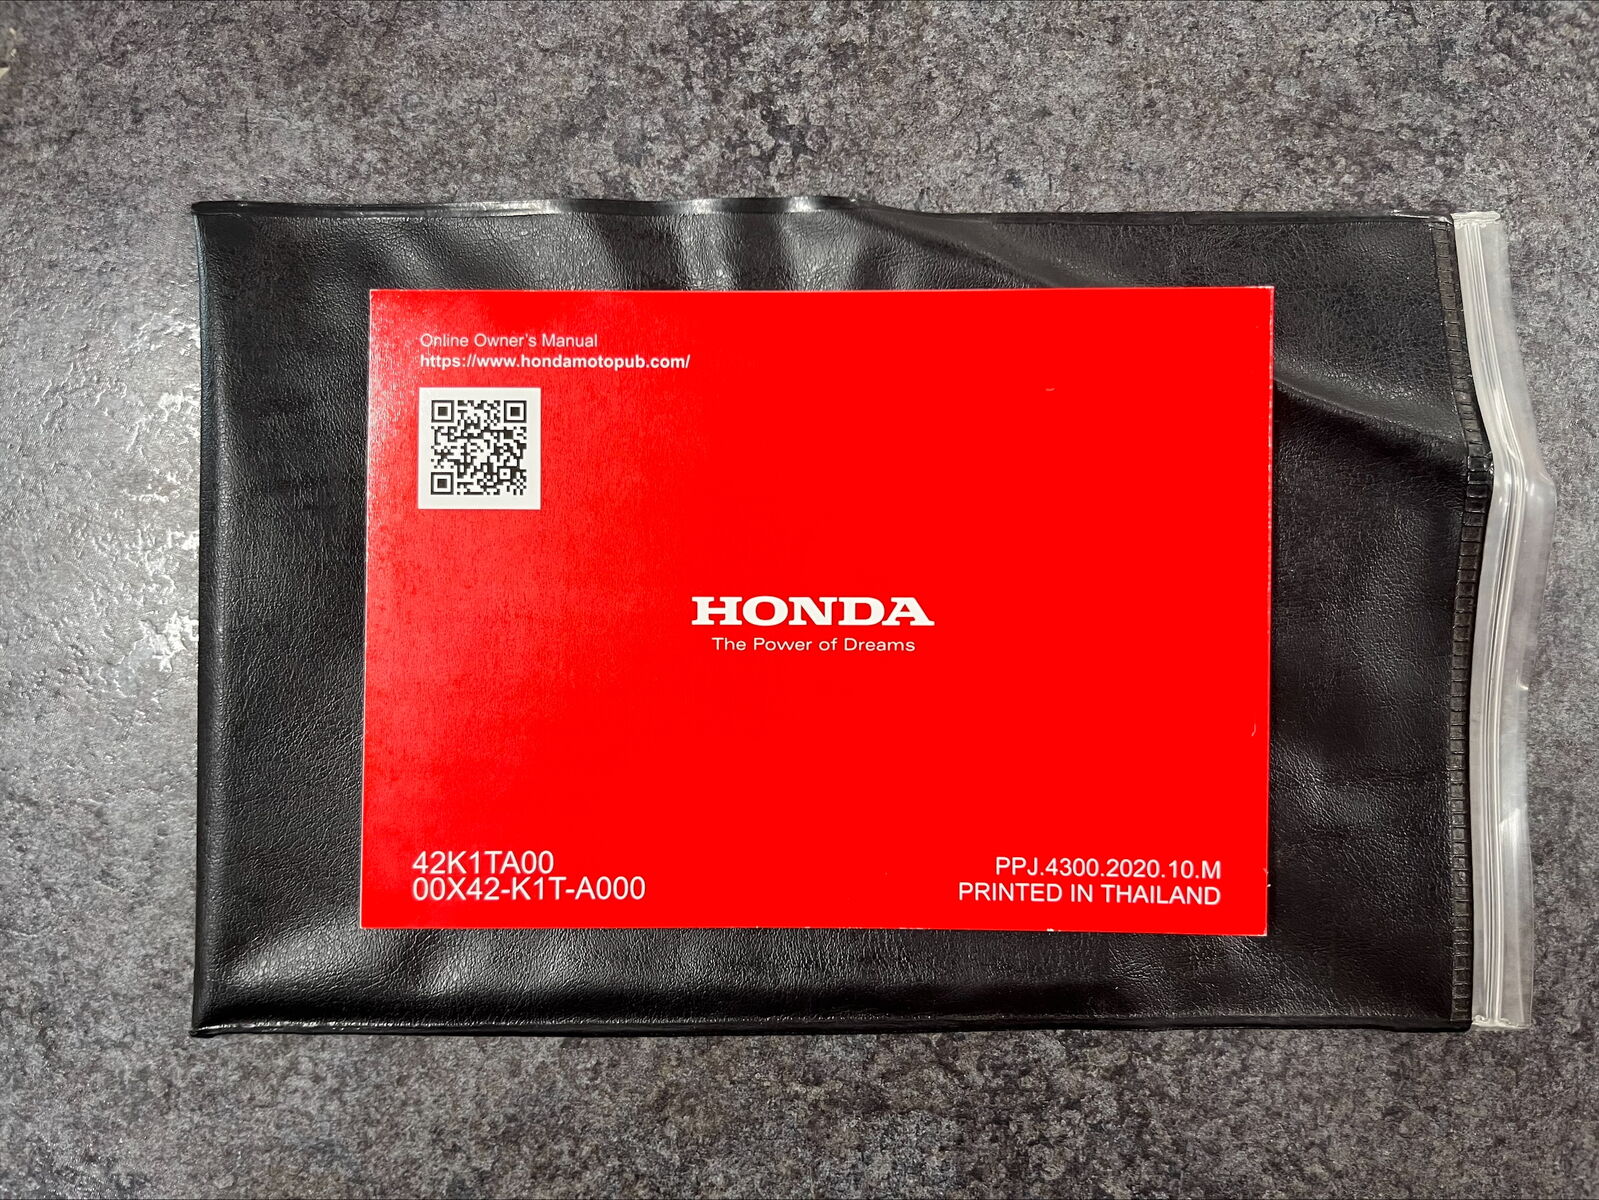 Online Owner's Manual
https://www.hondamotopub.com/
HONDA
The Power of Dreams
42K1TA00
00X42-K1T-A000
PPJ.4300.2020.10.M
PRINTED IN THAILAND